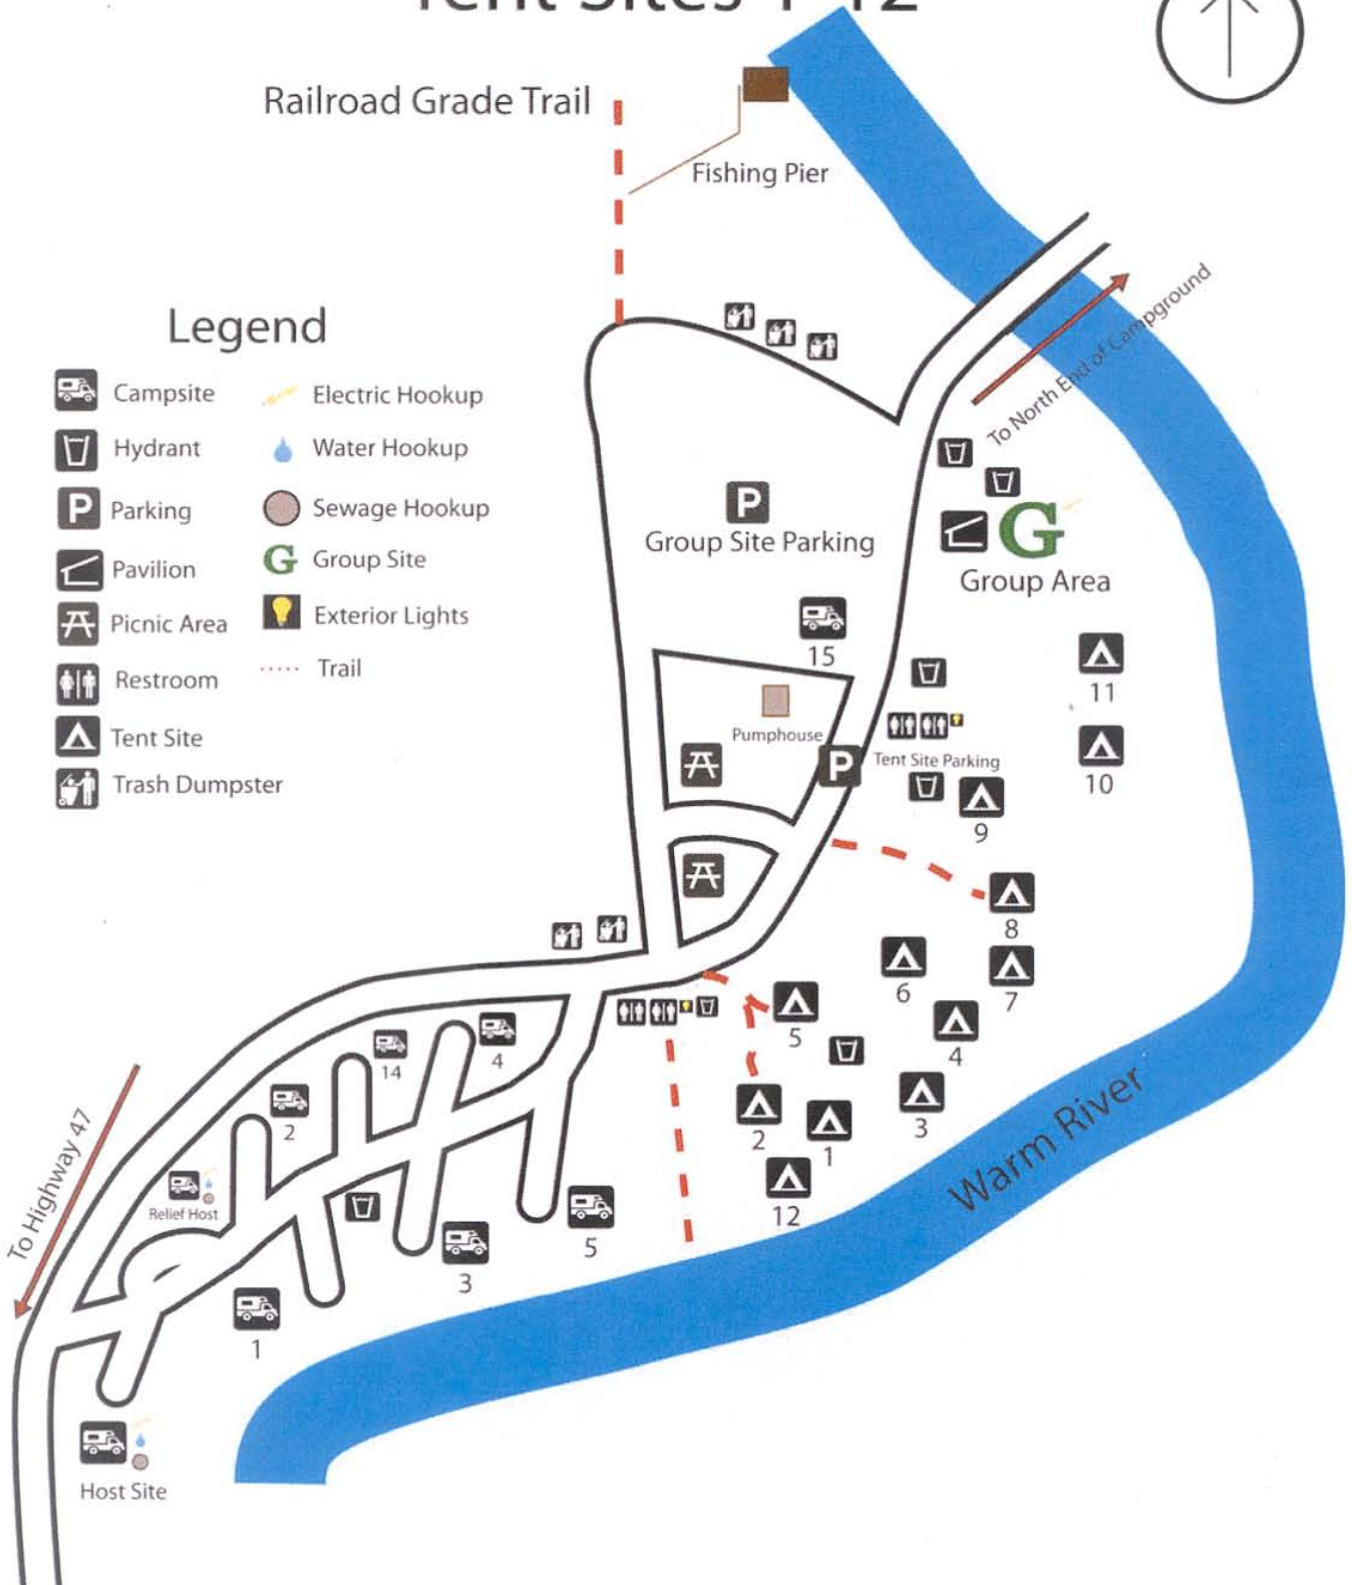 Tent Sites 1-12
Railroad Grade Trail
Fishing Pier
To North End of Campground
Legend
Campsite
Electric Hookup
Hydrant
Water Hookup
P Parking
Sewage Hookup
Pavilion
G Group Site
Picnic Area
Exterior Lights
Restroom
Trail
Tent Site
Trash Dumpster
P
Group Site Parking
G
Group Area
15
11
Pumphouse
P
Tent Site Parking
10
9
8
6
7
5
4
14
4
2
2
1
3
12
Warm River
To Highway 47
Relief Host
5
3
1
Host Site